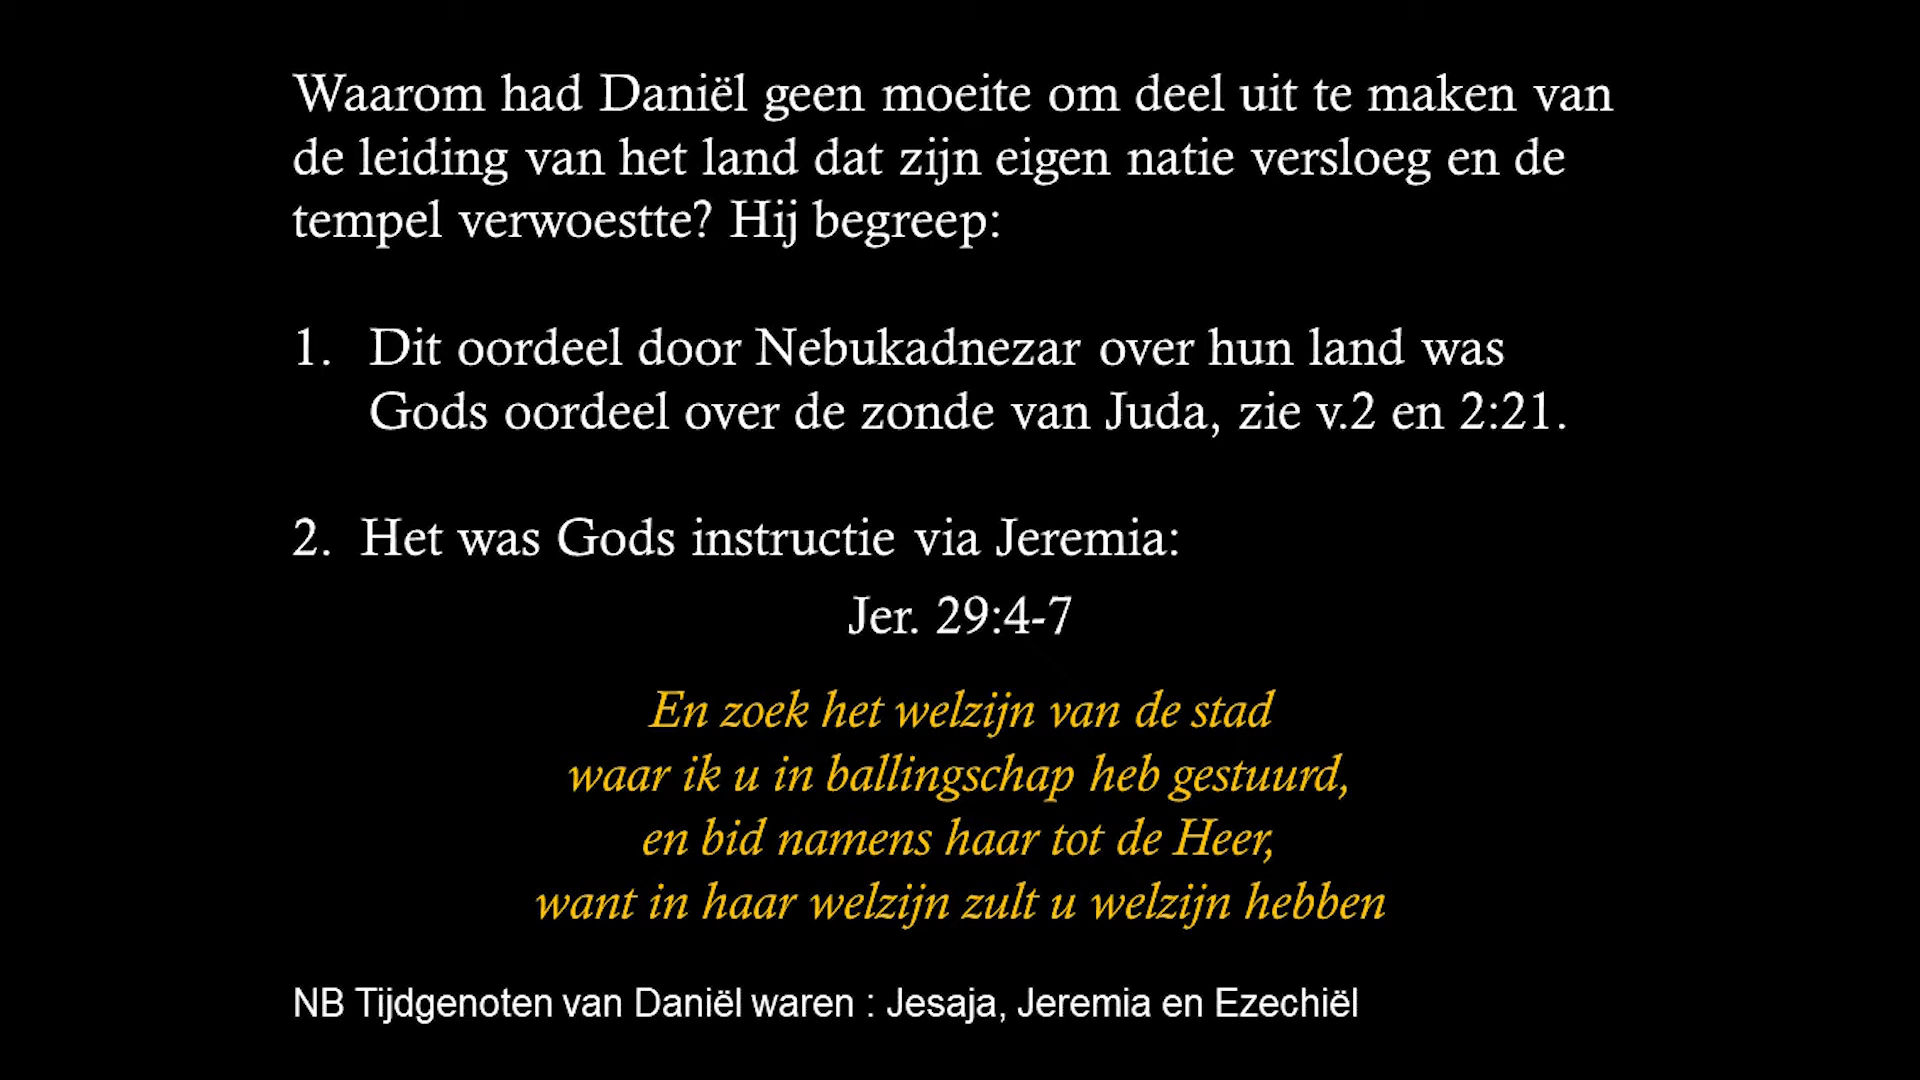 Waarom had Daniël geen moeite om deel uit te maken van
de leiding van het land dat zijn eigen natie versloeg en de
tempel verwoestte? Hij begreep:
1. Dit oordeel door Nebukadnezar over hun land was
Gods oordeel over de zonde van Juda, zie v.2 en 2:21.
2. Het was Gods instructie via Jeremia:
Jer. 29:4-7
En zoek het welzijn van de stad
waar ik u in ballingschap heb gestuurd,
en bid namens haar tot de Heer,
want in haar welzijn zult u welzijn hebben
NB Tijdgenoten van Daniël waren : Jesaja, Jeremia en Ezechiël